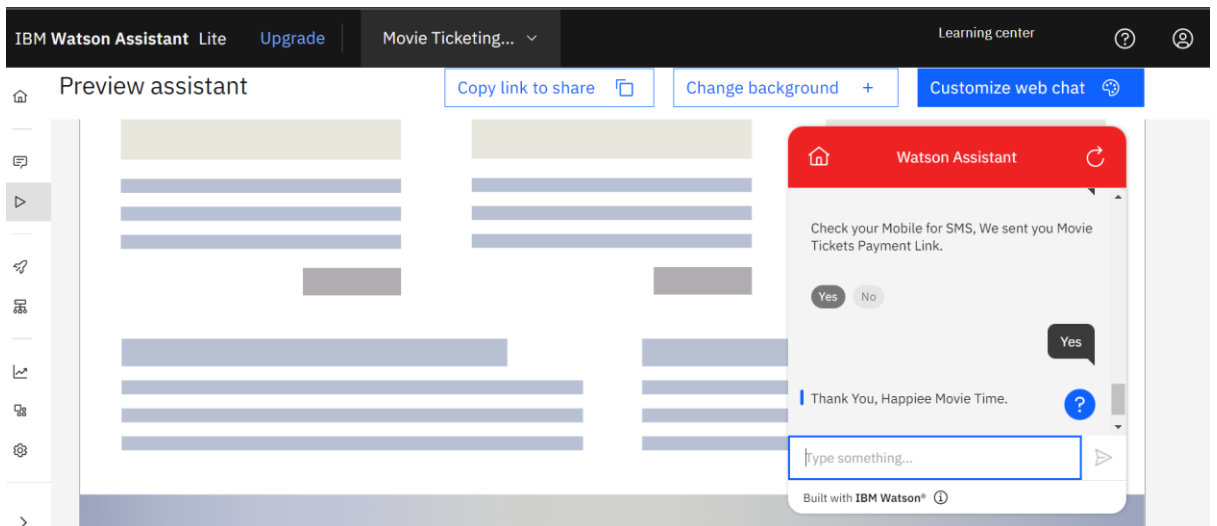 IBM Watson Assistant Lite Upgrade Movie Ticketing... Learning center
Preview assistant Copy link to share Change background + Customize web chat
Watson Assistant
Check your Mobile for SMS, We sent you Movie
Tickets Payment Link.
Yes No
Yes
Thank You, Happiee Movie Time.
Type something...
Built with IBM Watson®